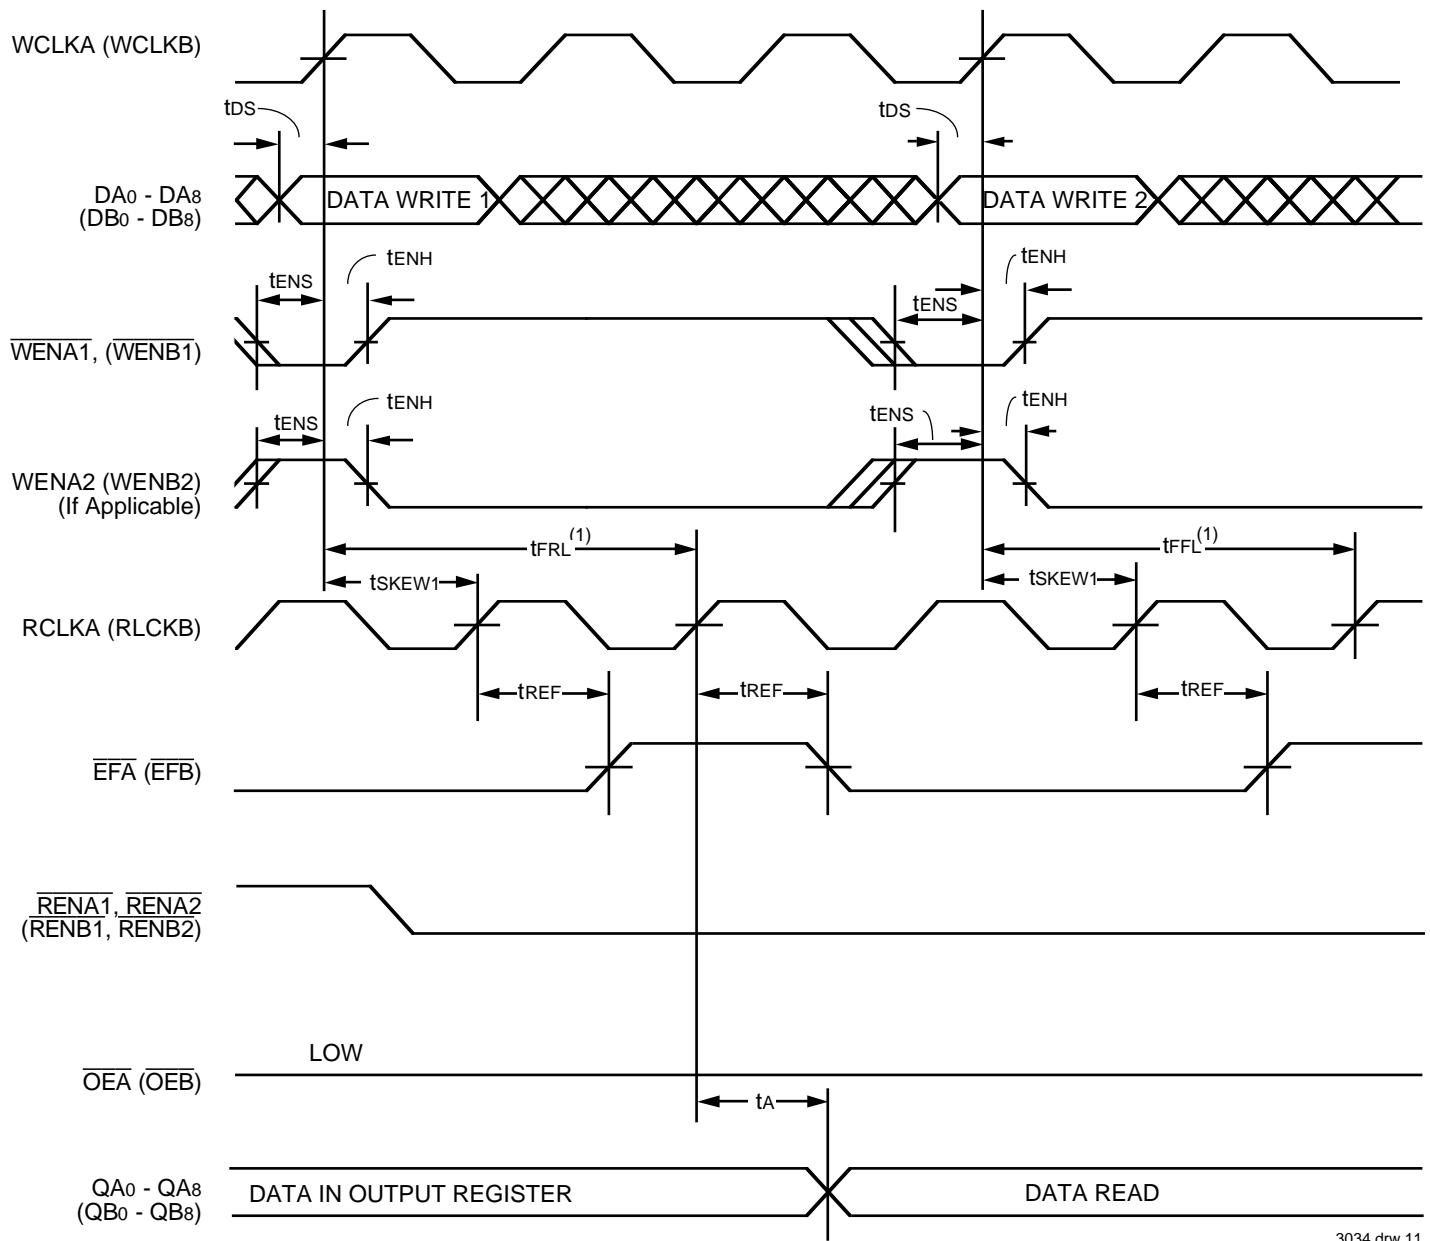 WCLKA (WCLKB)
tDS
tDS
DA0 - DA8
(DB0 - DB8)
DATA WRITE 1
DATA WRITE 2
tENS
tENH
tENS
tENH
WENA1, (WENB1)
tENS
tENH
tENS
tENH
WENA2 (WENB2)
(If Applicable)
tFRL(1)
tFFL(1)
tSKEW1
tSKEW1
RCLKA (RLCKB)
tREF
tREF
tREF
EFA (EFB)
RENA1, RENA2
(RENB1, RENB2)
LOW
OEA (OEB)
tA
QA0 - QA8
(QB0 - QB8)
DATA IN OUTPUT REGISTER
DATA READ
3034 drw 11